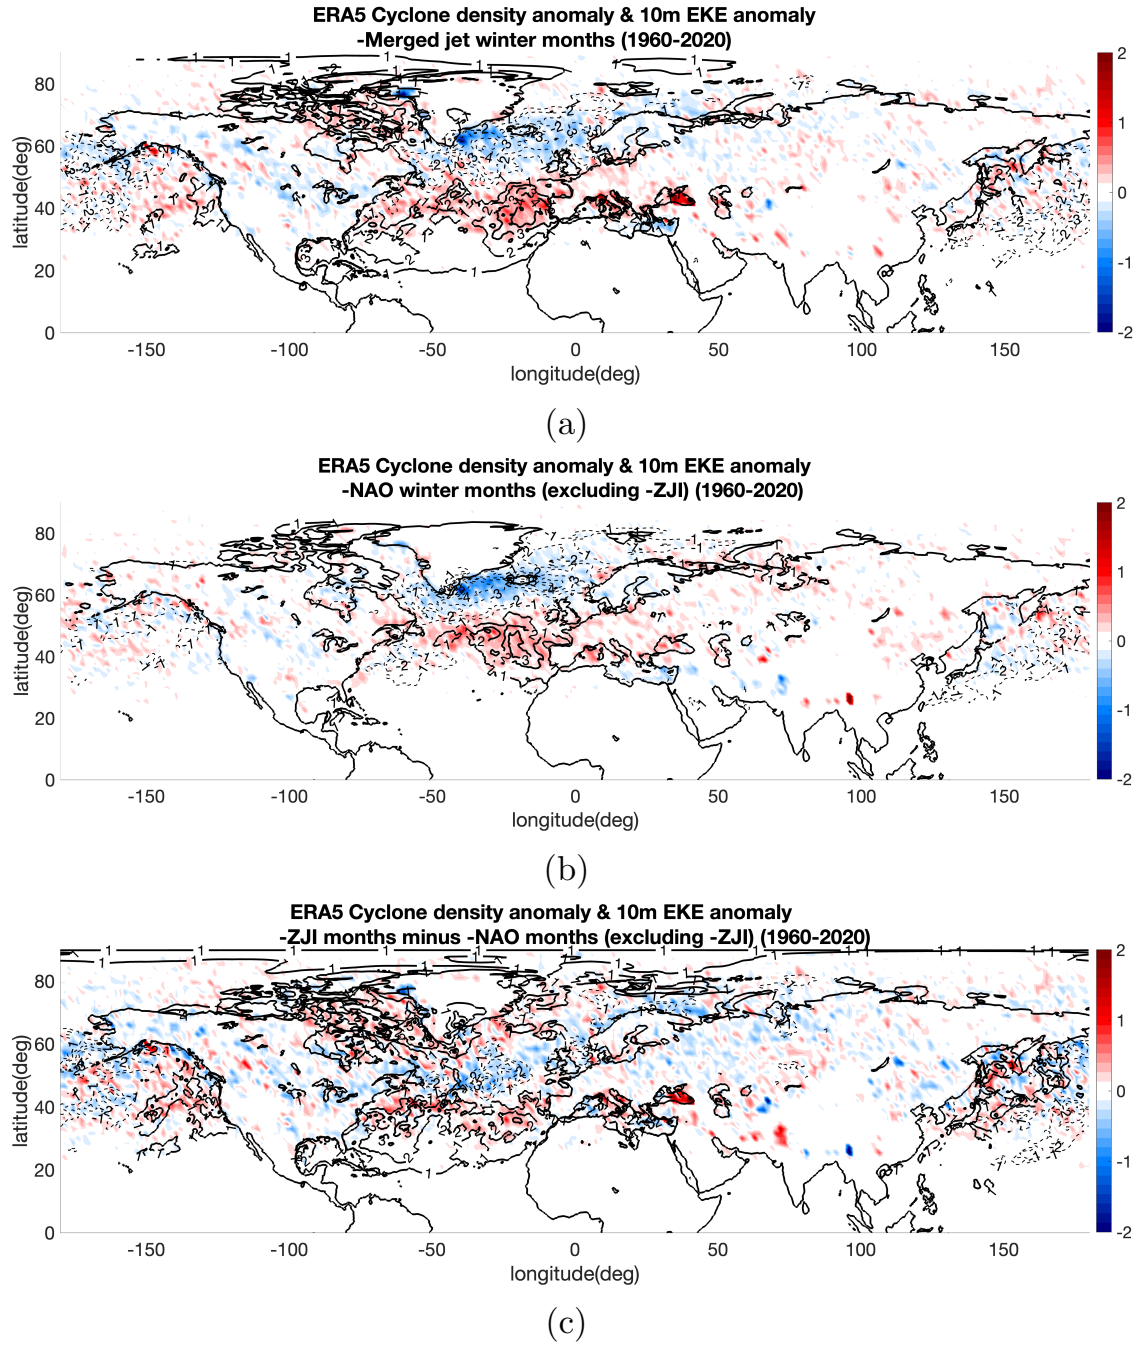 ERA5 Cyclone density anomaly & 10m EKE anomaly
-Merged jet winter months (1960-2020)
latitude(deg)
80
60
40
20
0
-150 -100 -50 0 50 100 150
longitude(deg)
2
1
0
-1
-2
(a)
ERA5 Cyclone density anomaly & 10m EKE anomaly
-NAO winter months (excluding -ZJI) (1960-2020)
latitude(deg)
80
60
40
20
0
-150 -100 -50 0 50 100 150
longitude(deg)
2
1
0
-1
-2
(b)
ERA5 Cyclone density anomaly & 10m EKE anomaly
-ZJI months minus -NAO months (excluding -ZJI) (1960-2020)
latitude(deg)
80
60
40
20
0
-150 -100 -50 0 50 100 150
longitude(deg)
2
1
0
-1
-2
(c)